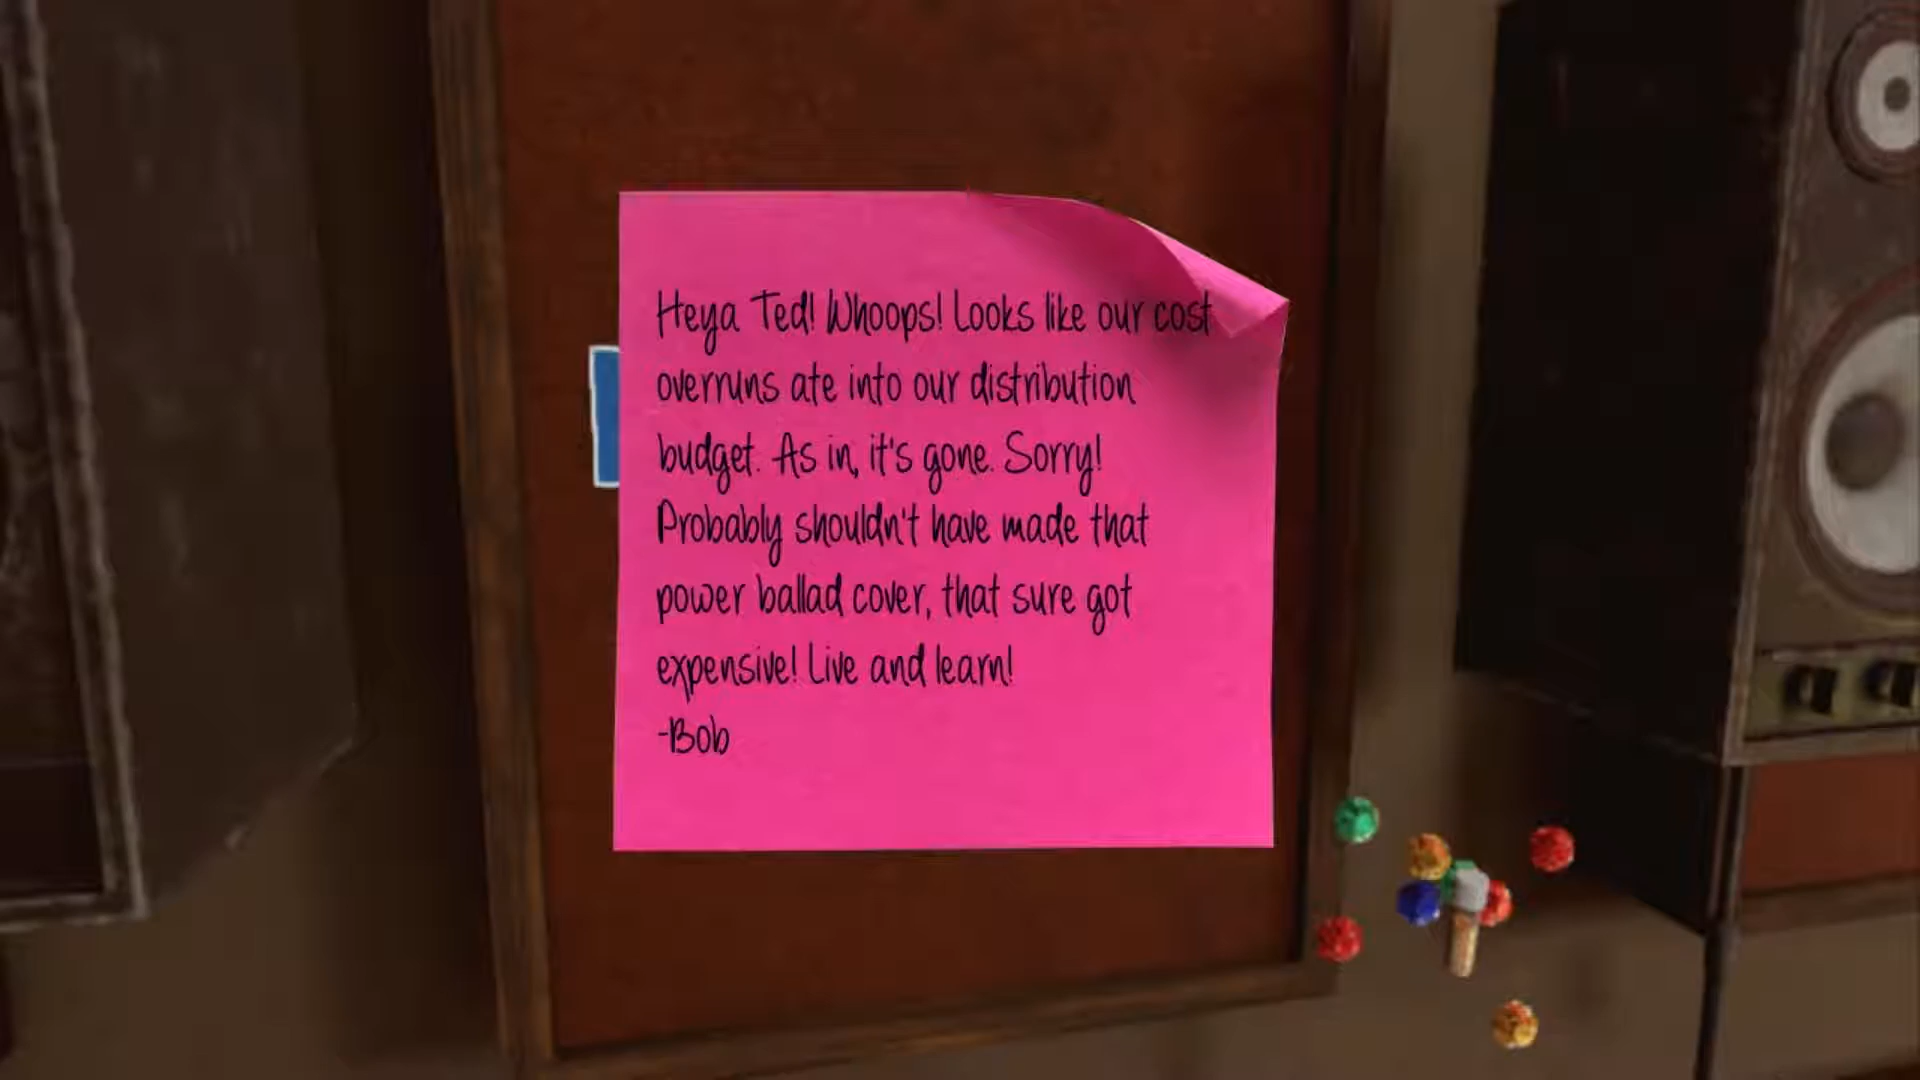 Heya Ted! Whoops! Looks like our cost
overruns ate into our distribution
budget. As in, it's gone. Sorry!
Probably shouldn't have made that
power ballad cover, that sure got
expensive! Live and learn!
-Bob